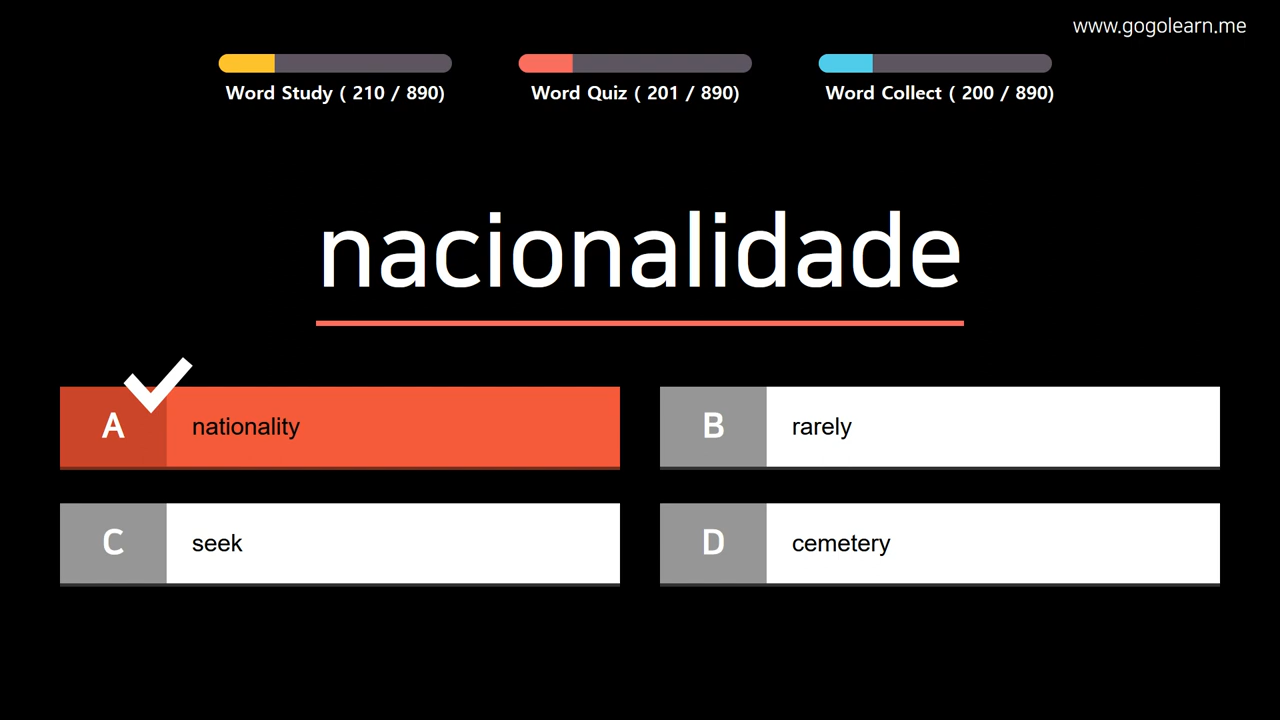 www.gogolearn.me
Word Study ( 210 / 890)
Word Quiz ( 201 / 890)
Word Collect ( 200 / 890)
nacionalidade
A nationality
B rarely
C seek
D cemetery